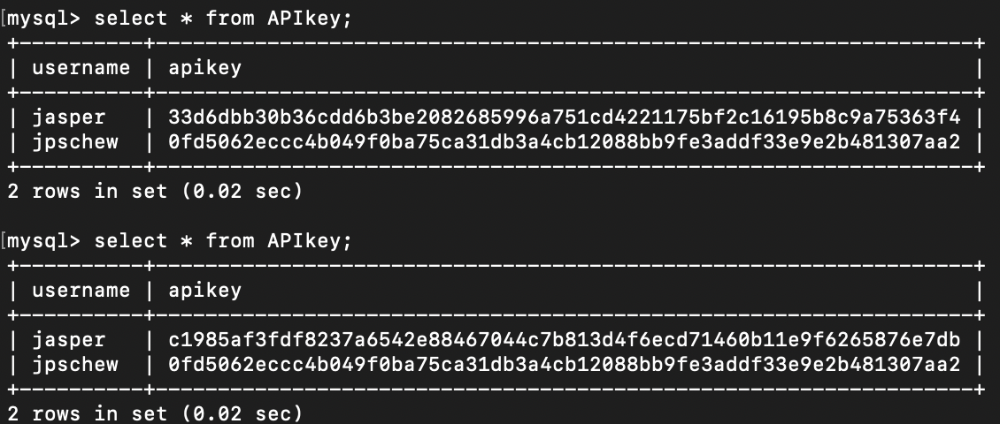 [mysql> select * from APIkey;
+----------+------------------------------------------------------------------+
| username | apikey                                                           |
+----------+------------------------------------------------------------------+
| jasper   | 33d6dbb30b36cdd6b3be2082685996a751cd4221175bf2c16195b8c9a75363f4 |
| jpschew  | 0fd5062eccc4b049f0ba75ca31db3a4cb12088bb9fe3addf33e9e2b481307aa2 |
+----------+------------------------------------------------------------------+
2 rows in set (0.02 sec)
[mysql> select * from APIkey;
+----------+------------------------------------------------------------------+
| username | apikey                                                           |
+----------+------------------------------------------------------------------+
| jasper   | c1985af3fdf8237a6542e88467044c7b813d4f6ecd71460b11e9f6265876e7db |
| jpschew  | 0fd5062eccc4b049f0ba75ca31db3a4cb12088bb9fe3addf33e9e2b481307aa2 |
+----------+------------------------------------------------------------------+
2 rows in set (0.02 sec)